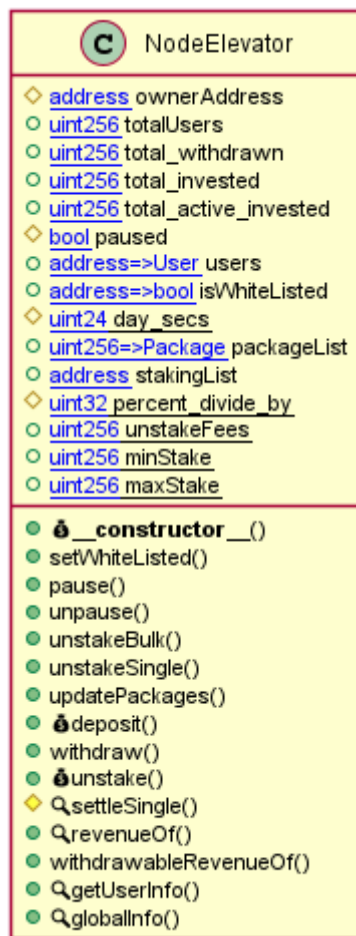 C NodeElevator
address ownerAddress
uint256 totalUsers
uint256 total_withdrawn
uint256 total_invested
uint256 total_active_invested
bool paused
address=>User users
address=>bool isWhiteListed
uint24 day_secs
uint256=>Package packageList
address stakingList
uint32 percent_divide_by
uint256 unstakeFees
uint256 minStake
uint256 maxStake
__constructor__()
setWhiteListed()
pause()
unpause()
unstakeBulk()
unstakeSingle()
updatePackages()
deposit()
withdraw()
unstake()
settleSingle()
revenueOf()
withdrawableRevenueOf()
getUserInfo()
globalInfo()